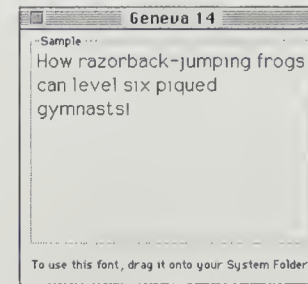 Geneva 14
Sample
How razorback-jumping frogs
can level six piqued
gymnasts!
To use this font, drag it onto your System Folder